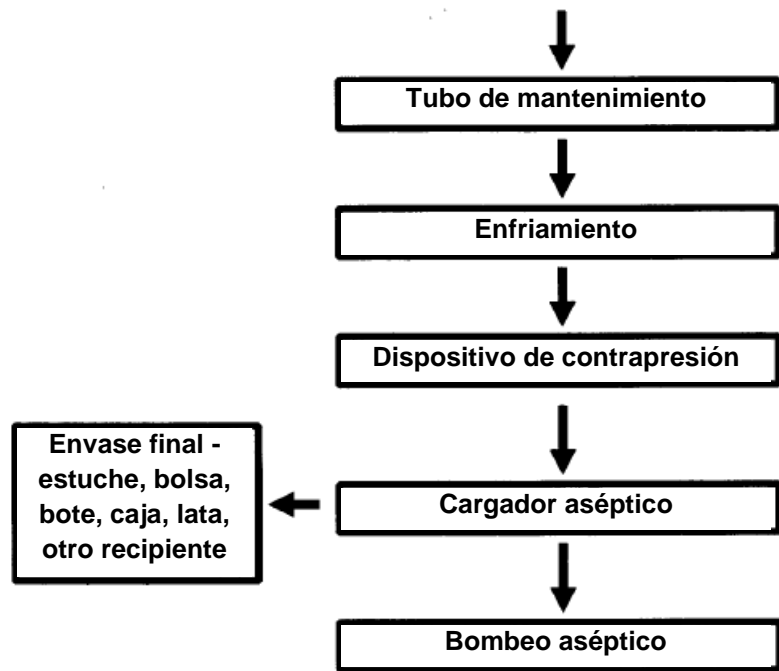 Tubo de mantenimiento
Enfriamiento
Dispositivo de contrapresión
Envase final -
estuche, bolsa,
bote, caja, lata,
otro recipiente
Cargador aséptico
Bombeo aséptico